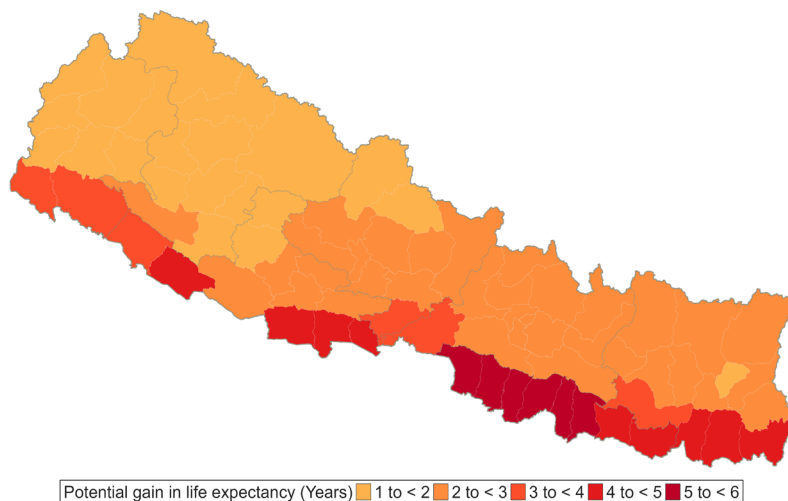 Potential gain in life expectancy (Years) 1 to < 2 2 to < 3 3 to < 4 4 to < 5 5 to < 6